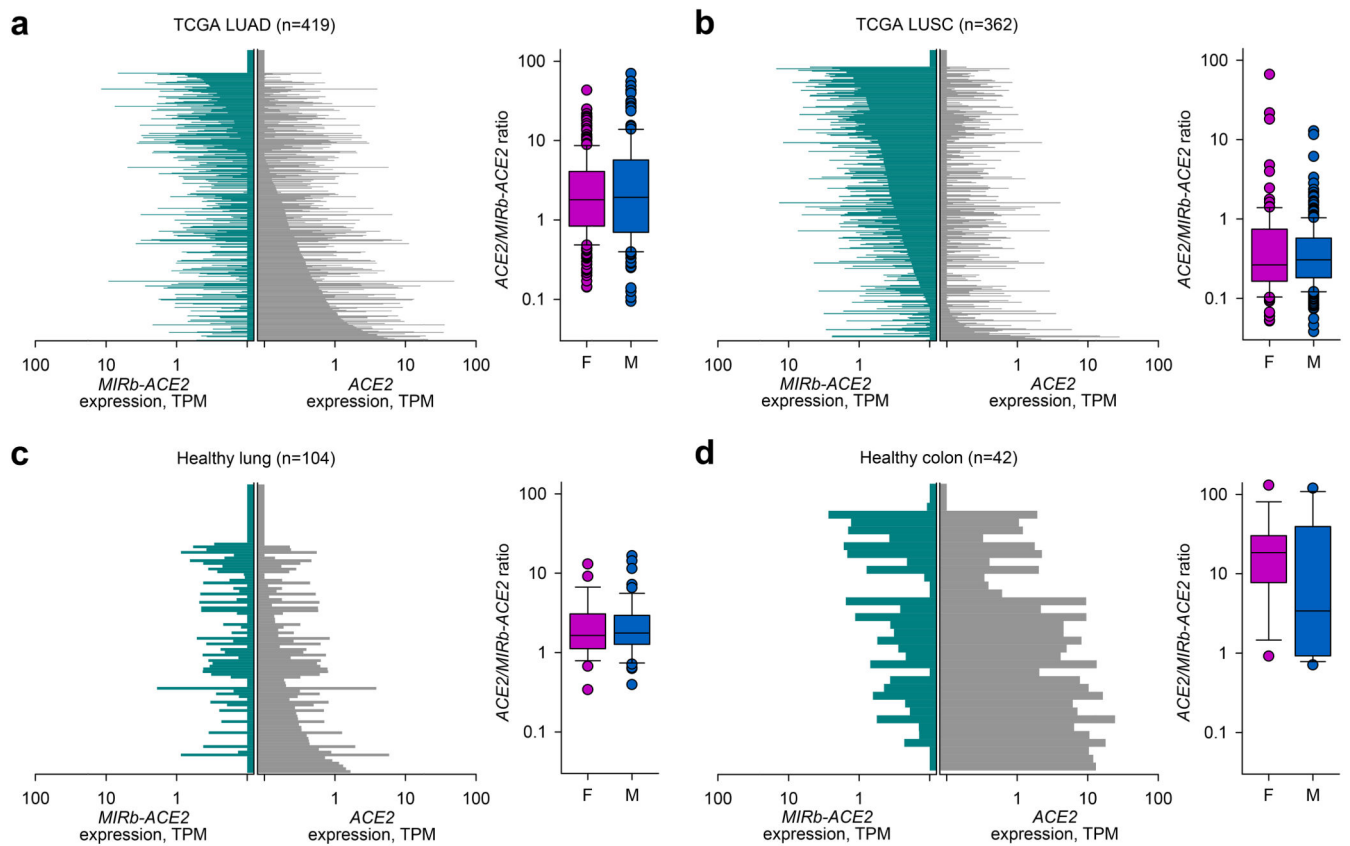 a
TCGA LUAD (n=419)
100
10
1
0.1
ACE2/MIRb-ACE2 ratio
F
M
100
10
1
1
10
100
MIRb-ACE2
expression, TPM
ACE2
expression, TPM
b
TCGA LUSC (n=362)
100
10
1
0.1
ACE2/MIRb-ACE2 ratio
F
M
100
10
1
1
10
100
MIRb-ACE2
expression, TPM
ACE2
expression, TPM
c
Healthy lung (n=104)
100
10
1
0.1
ACE2/MIRb-ACE2 ratio
F
M
100
10
1
1
10
100
MIRb-ACE2
expression, TPM
ACE2
expression, TPM
d
Healthy colon (n=42)
100
10
1
0.1
ACE2/MIRb-ACE2 ratio
F
M
100
10
1
1
10
100
MIRb-ACE2
expression, TPM
ACE2
expression, TPM